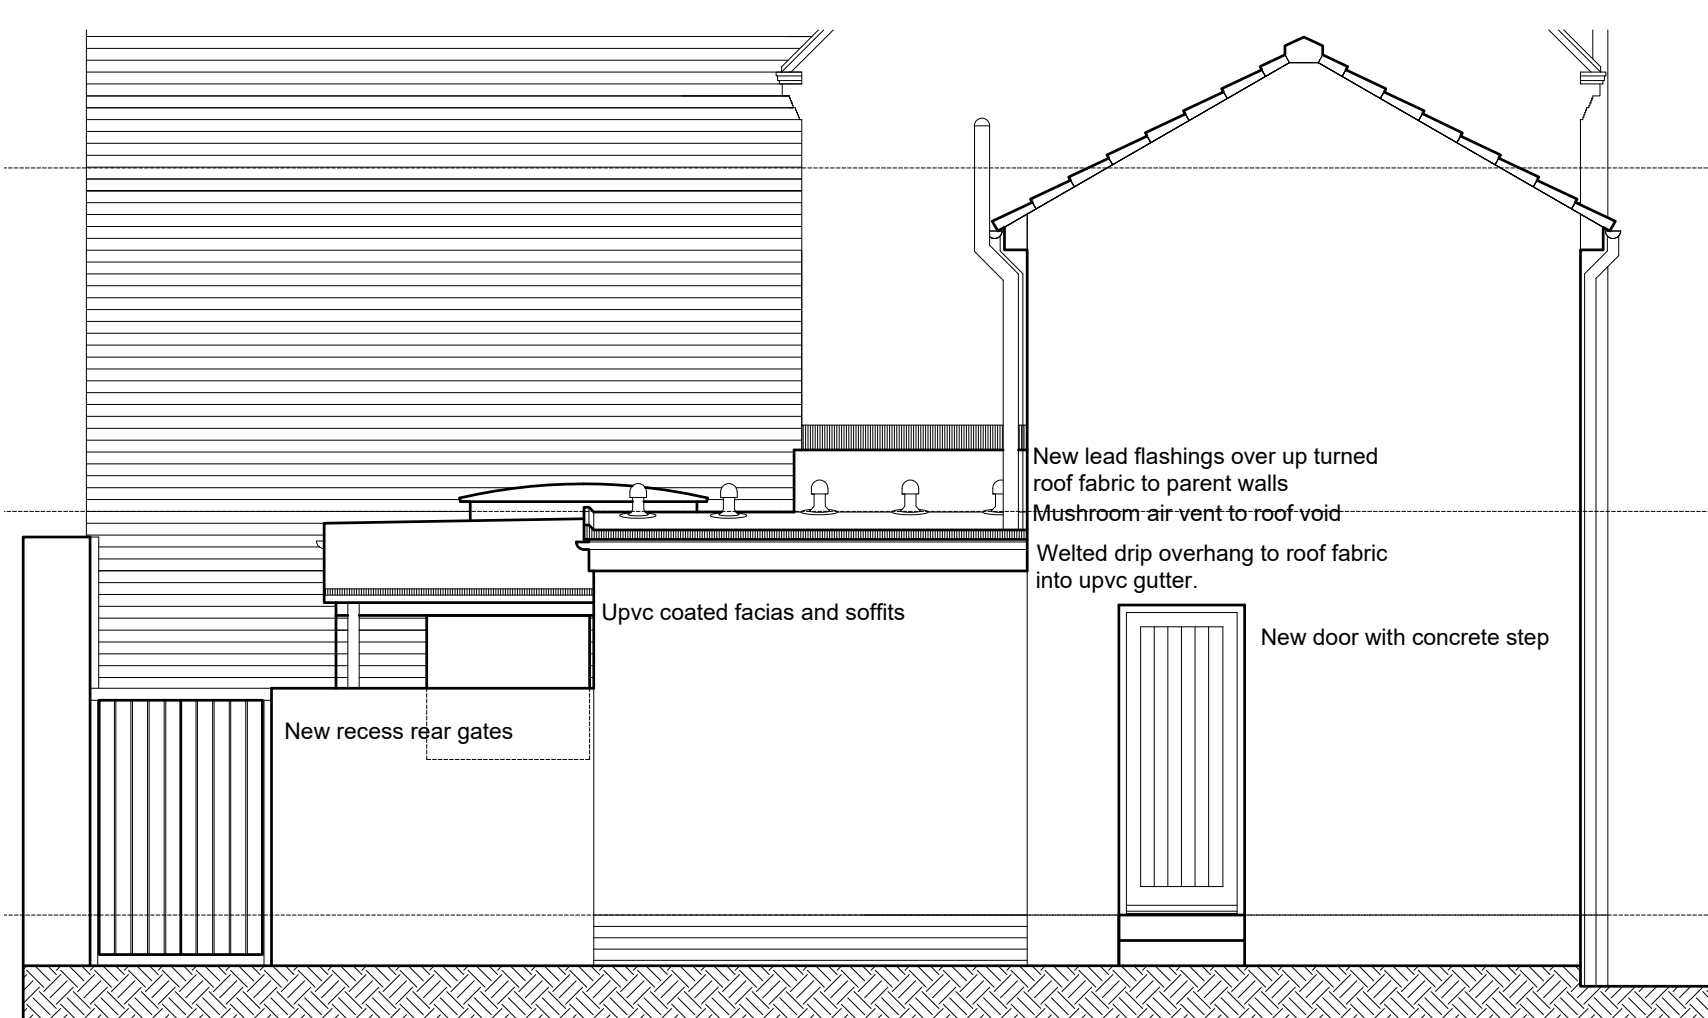 New lead flashings over up turned
roof fabric to parent walls
Mushroom air vent to roof void
Welted drip overhang to roof fabric
into upvc gutter.
Upvc coated facias and soffits
New door with concrete step
New recess rear gates